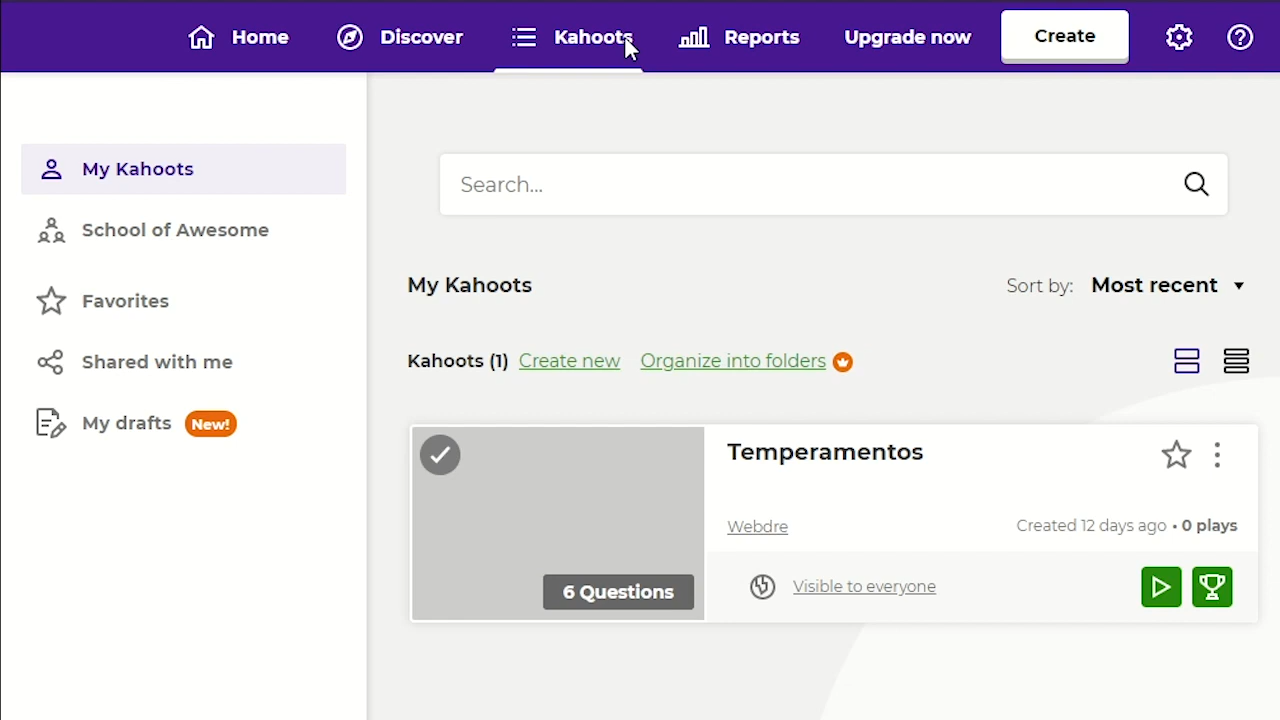 Home Discover Kahoots Reports Upgrade now Create
My Kahoots
School of Awesome
Favorites
Shared with me
My drafts New!
Search...
My Kahoots
Sort by: Most recent
Kahoots (1) Create new Organize into folders
Temperamentos
Webdre
Created 12 days ago • 0 plays
6 Questions
Visible to everyone